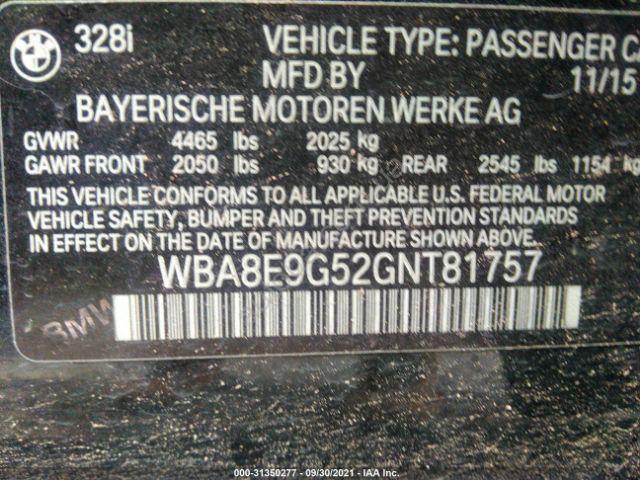 328i VEHICLE TYPE: PASSENGER
MFD BY 11/15
BAYERISCHE MOTOREN WERKE AG
GVWR 4465 lbs 2025 kg
GAWR FRONT 2050 lbs 930 kg REAR 2545 lbs 1154 kg
THIS VEHICLE CONFORMS TO ALL APPLICABLE U.S. FEDERAL MOTOR
VEHICLE SAFETY, BUMPER AND THEFT PREVENTION STANDARDS
IN EFFECT ON THE DATE OF MANUFACTURE SHOWN ABOVE.
WBA8E9G52GNT81757
BMW
000 - 31350277 - 09/30/2021 - IAA Inc.